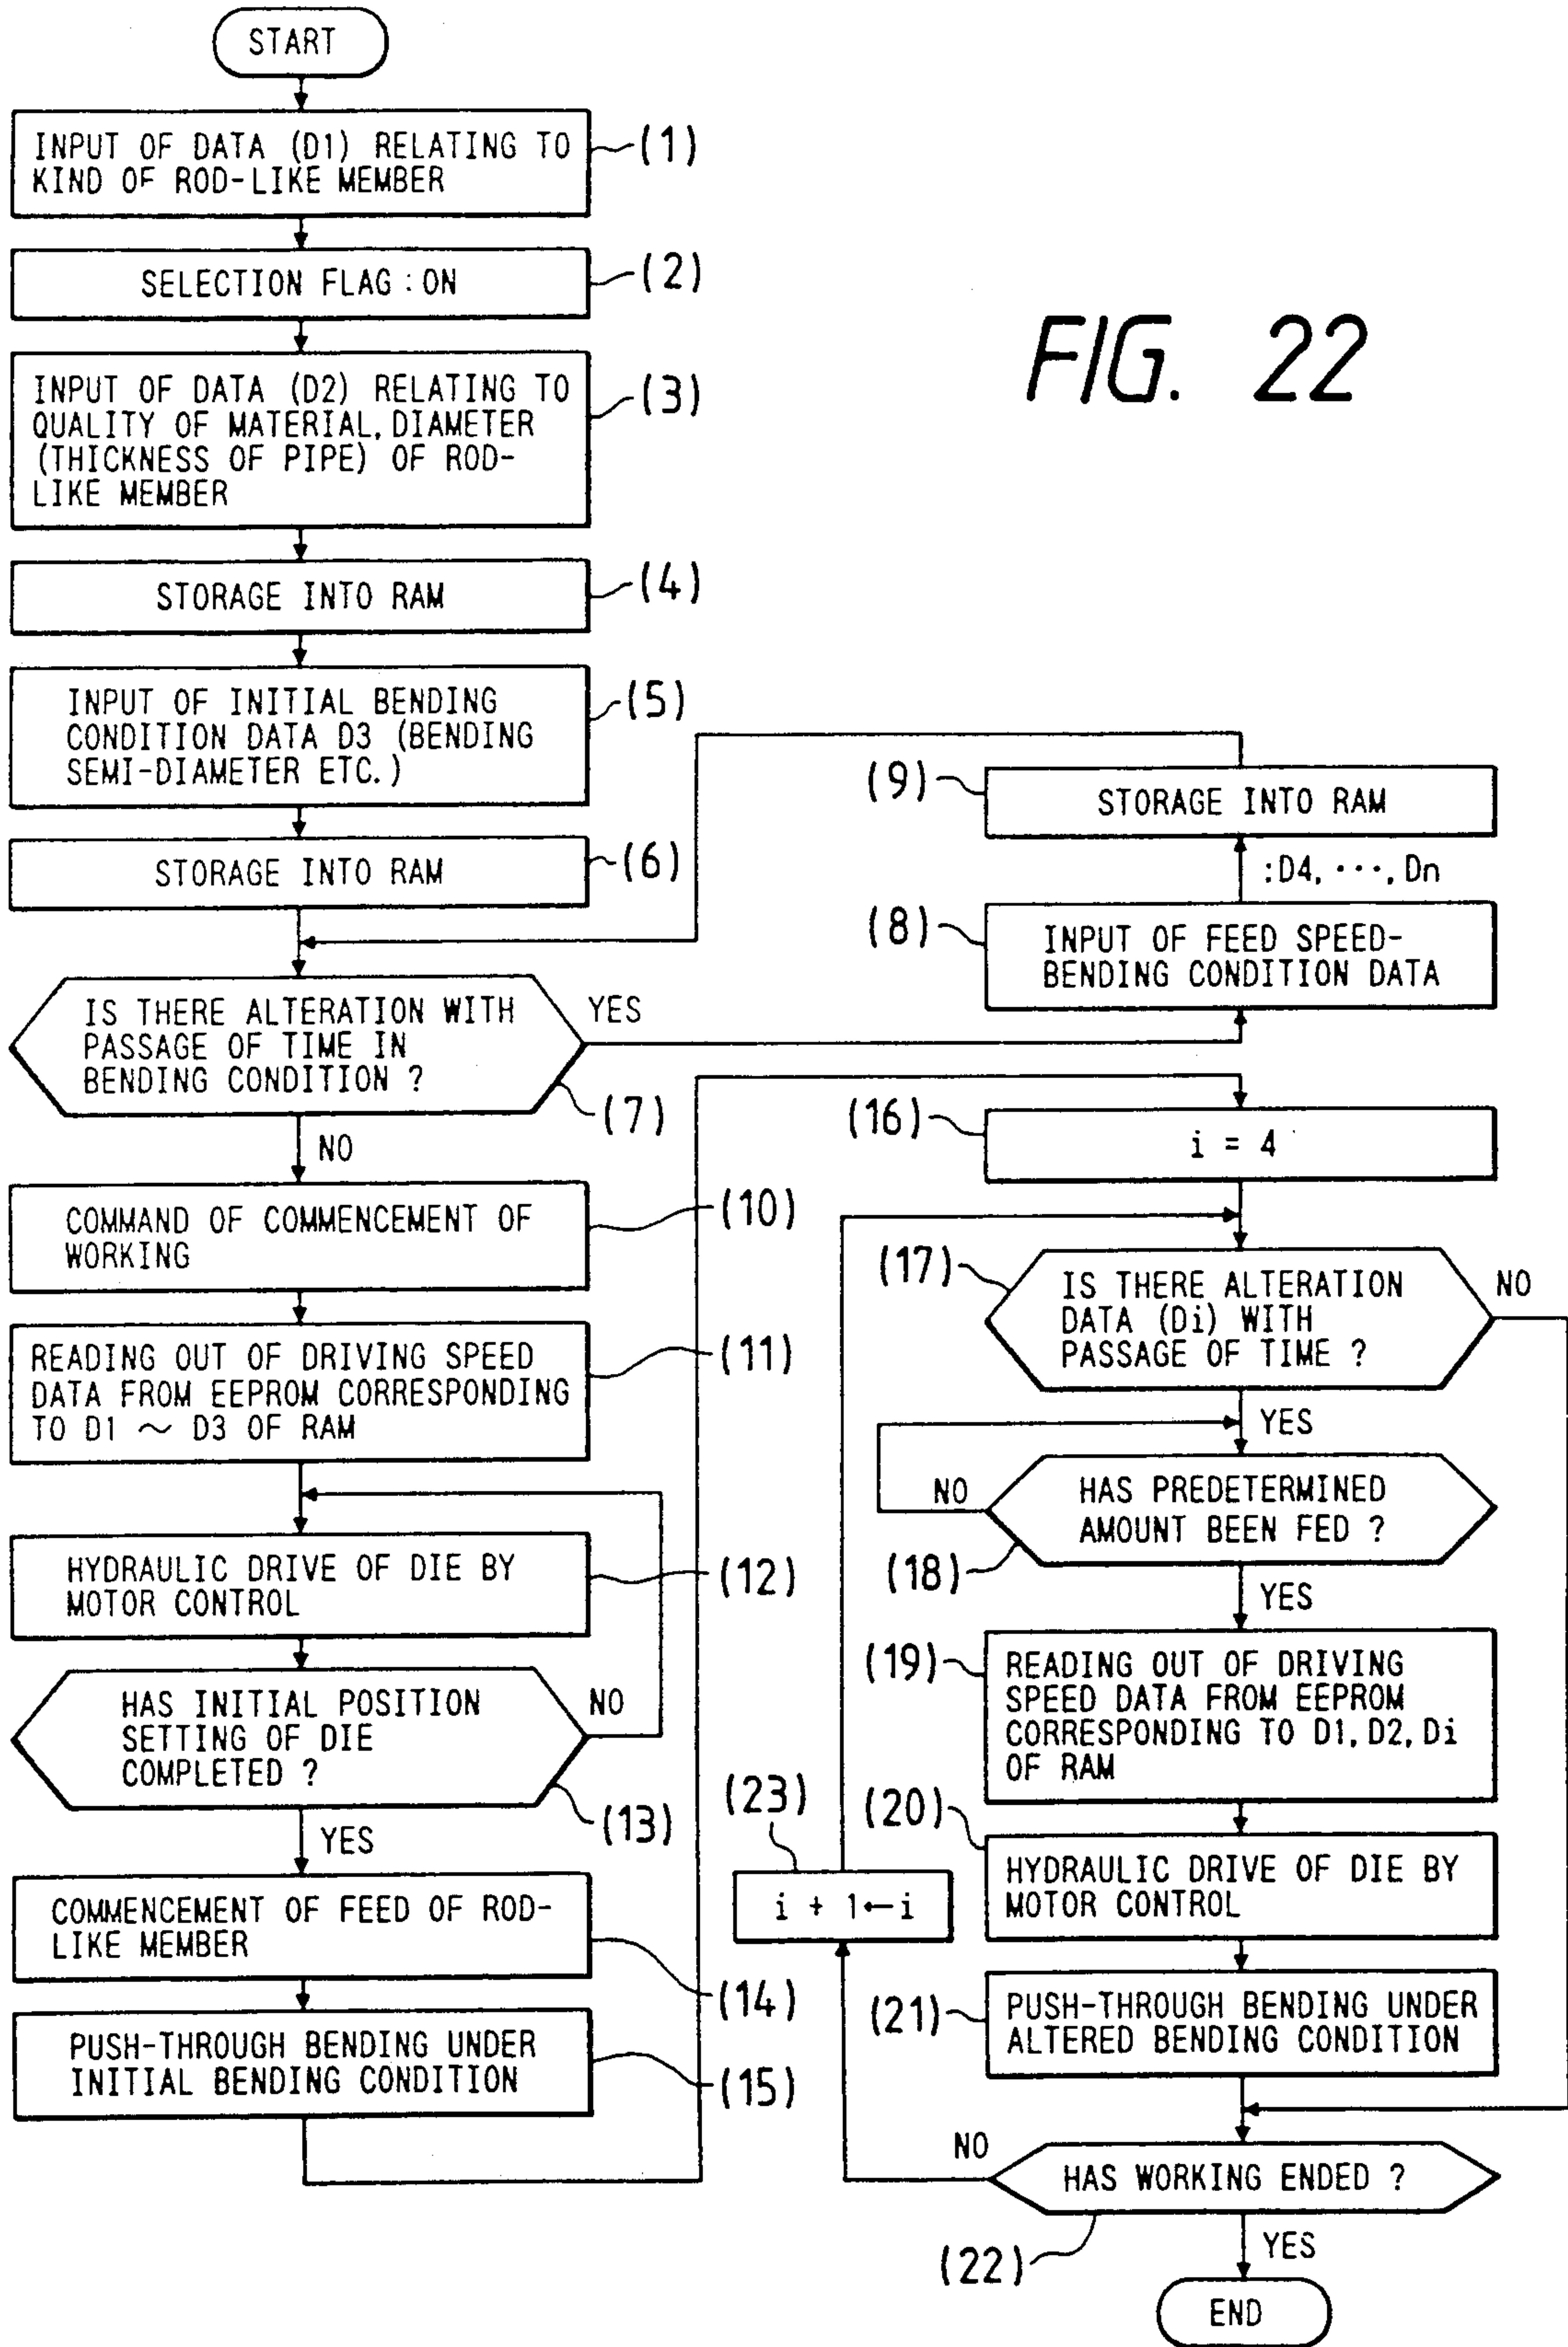 START
INPUT OF DATA (D1) RELATING TO
KIND OF ROD-LIKE MEMBER
(1)
SELECTION FLAG : ON
(2)
FIG. 22
INPUT OF DATA (D2) RELATING TO
QUALITY OF MATERIAL, DIAMETER
(THICKNESS OF PIPE) OF ROD-
LIKE MEMBER
(3)
STORAGE INTO RAM
(4)
INPUT OF INITIAL BENDING
CONDITION DATA D3 (BENDING
SEMI-DIAMETER ETC.)
(5)
STORAGE INTO RAM
(6)
IS THERE ALTERATION WITH
PASSAGE OF TIME IN
BENDING CONDITION ?
YES
(7)
NO
(9)
STORAGE INTO RAM
:D4, ···, Dn
(8)
INPUT OF FEED SPEED-
BENDING CONDITION DATA
COMMAND OF COMMENCEMENT OF
WORKING
(10)
READING OUT OF DRIVING SPEED
DATA FROM EEPROM CORRESPONDING
TO D1 ~ D3 OF RAM
(11)
HYDRAULIC DRIVE OF DIE BY
MOTOR CONTROL
(12)
HAS INITIAL POSITION
SETTING OF DIE
COMPLETED ?
NO
(13)
YES
COMMENCEMENT OF FEED OF ROD-
LIKE MEMBER
(14)
PUSH-THROUGH BENDING UNDER
INITIAL BENDING CONDITION
(15)
(16)
i = 4
(17)
IS THERE ALTERATION
DATA (Di) WITH
PASSAGE OF TIME ?
NO
YES
NO
HAS PREDETERMINED
AMOUNT BEEN FED ?
(18)
YES
(19)
READING OUT OF DRIVING
SPEED DATA FROM EEPROM
CORRESPONDING TO D1, D2, Di
OF RAM
(20)
HYDRAULIC DRIVE OF DIE BY
MOTOR CONTROL
(21)
PUSH-THROUGH BENDING UNDER
ALTERED BENDING CONDITION
(23)
i + 1←i
NO
HAS WORKING ENDED ?
(22)
YES
END